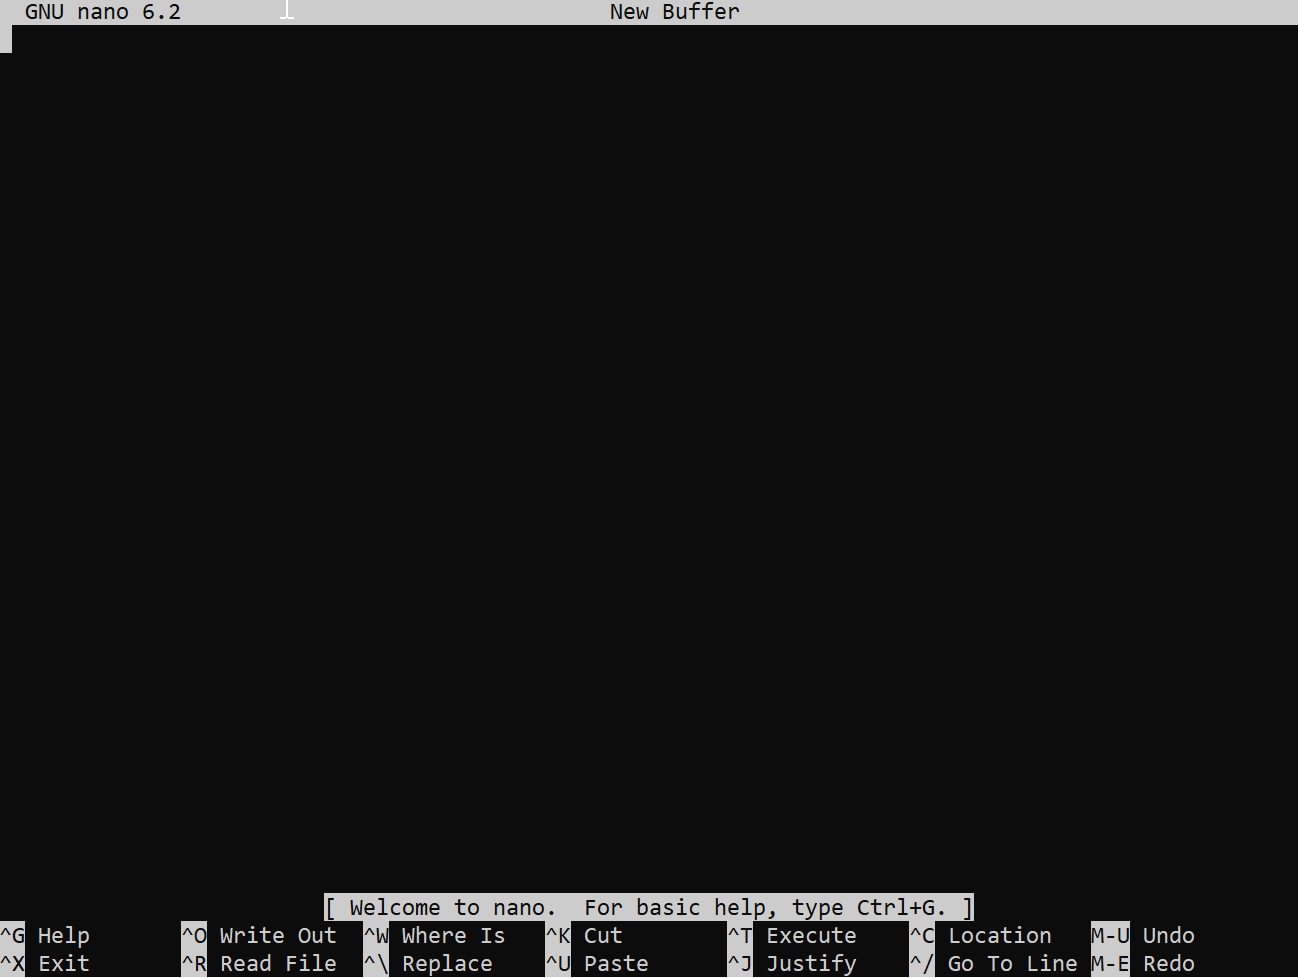 GNU nano 6.2 New Buffer
[ Welcome to nano.  For basic help, type Ctrl+G. ]
^G Help ^O Write Out ^W Where Is ^K Cut ^T Execute ^C Location M-U Undo
^X Exit ^R Read File ^\ Replace ^U Paste ^J Justify ^/ Go To Line M-E Redo